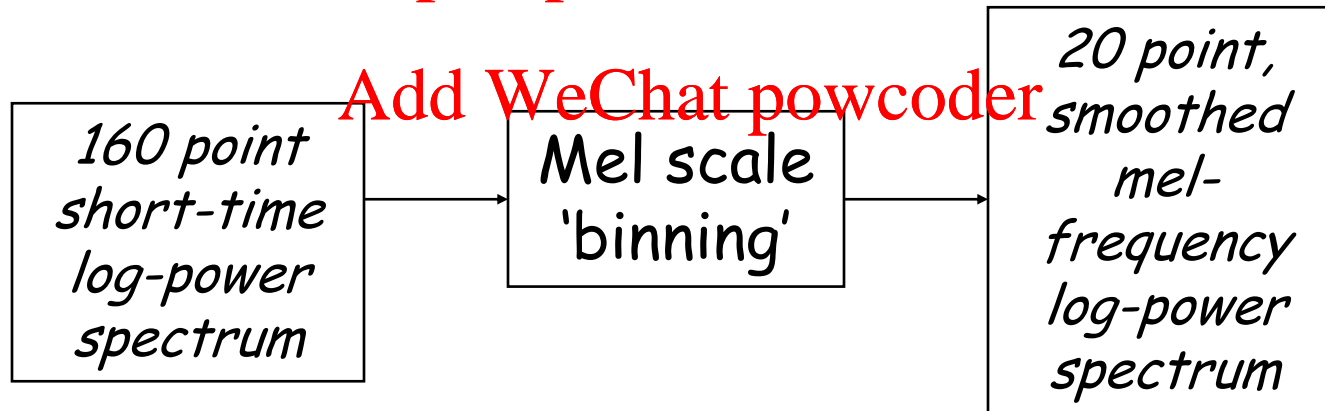 Add WeChat powcoder
160 point
short-time
log-power
spectrum
Mel scale
'binning'
20 point,
smoothed
mel-
frequency
log-power
spectrum